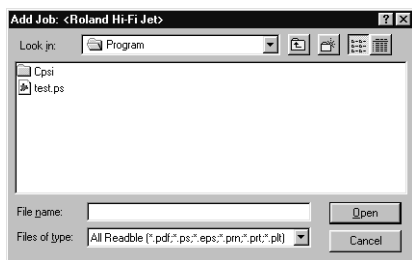 Add Job: <Roland Hi-Fi Jet>
Look in: Program
Cpsi
test.ps
File name: Open
Files of type: All Readble (*.pdf;*.ps;*.eps;*.prn;*.prt;*.plt) Cancel